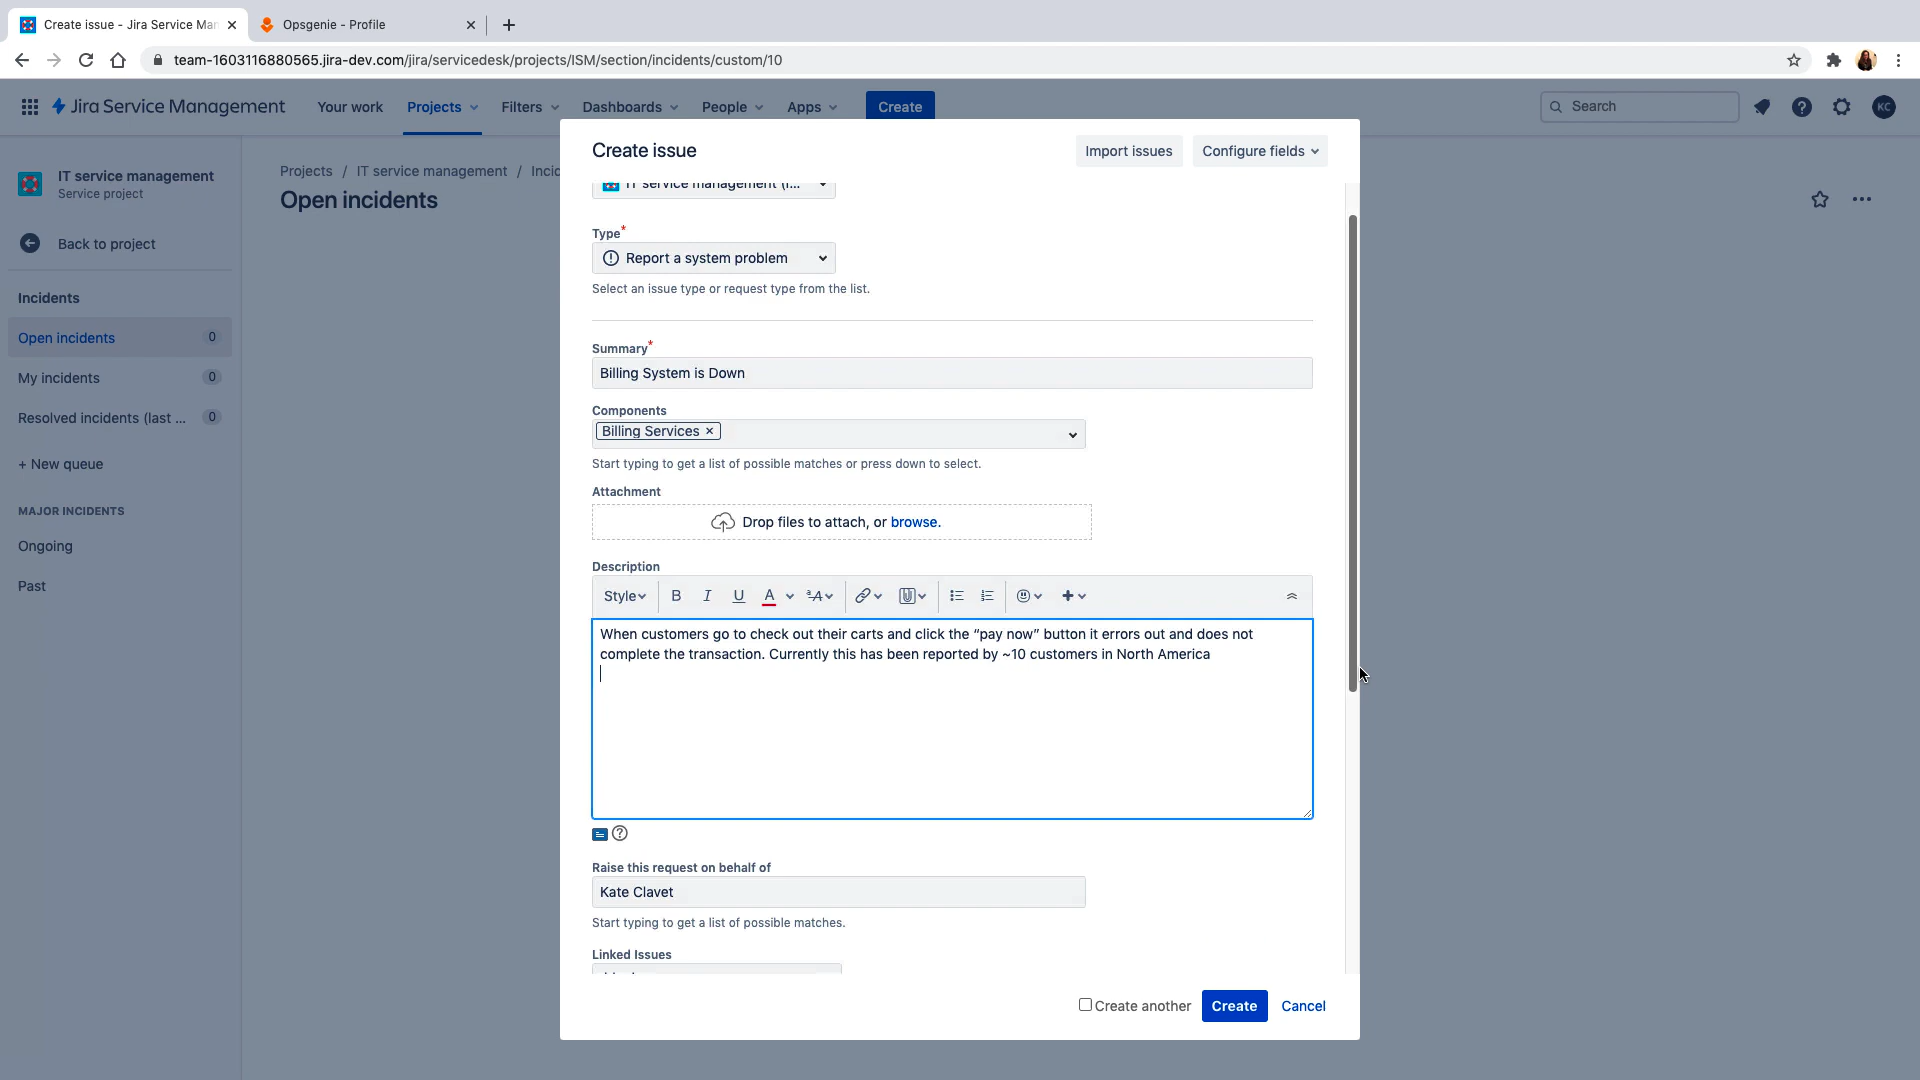 Create issue - Jira Service Man
Opsgenie - Profile
team-1603116880565.jira-dev.com/jira/servicedesk/projects/ISM/section/incidents/custom/10
Jira Service Management
Your work
Projects
Filters
Dashboards
People
Apps
Create
Search
KC
IT service management
Service project
Back to project
Incidents
Open incidents 0
My incidents 0
Resolved incidents (last ... 0
+ New queue
MAJOR INCIDENTS
Ongoing
Past
Projects / IT service management / Incid
Open incidents
Create issue
Import issues
Configure fields
IT service management (I...
Type*
Report a system problem
Select an issue type or request type from the list.
Summary*
Billing System is Down
Components
Billing Services ×
Start typing to get a list of possible matches or press down to select.
Attachment
Drop files to attach, or browse.
Description
Style B I U A A
When customers go to check out their carts and click the “pay now” button it errors out and does not
complete the transaction. Currently this has been reported by ~10 customers in North America
Raise this request on behalf of
Kate Clavet
Start typing to get a list of possible matches.
Linked Issues
Create another
Create
Cancel